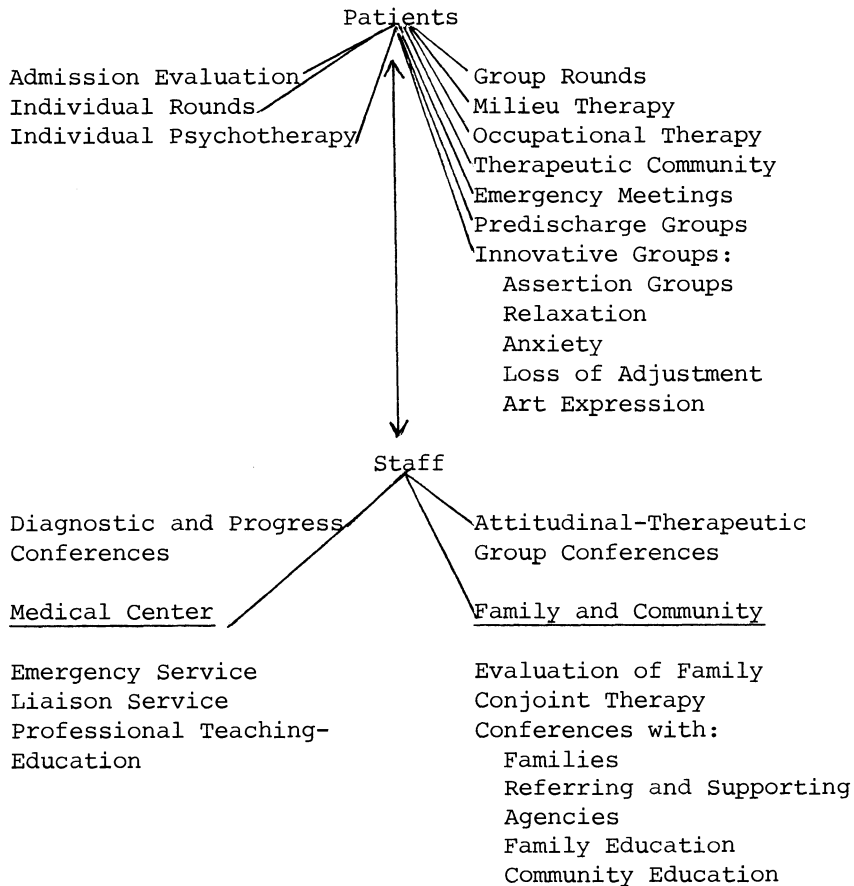 Patients
Admission Evaluation
Individual Rounds
Individual Psychotherapy
Group Rounds
Milieu Therapy
Occupational Therapy
Therapeutic Community
Emergency Meetings
Predischarge Groups
Innovative Groups:
Assertion Groups
Relaxation
Anxiety
Loss of Adjustment
Art Expression
Staff
Diagnostic and Progress
Conferences
Attitudinal-Therapeutic
Group Conferences
Medical Center
Emergency Service
Liaison Service
Professional Teaching-
Education
Family and Community
Evaluation of Family
Conjoint Therapy
Conferences with:
Families
Referring and Supporting
Agencies
Family Education
Community Education